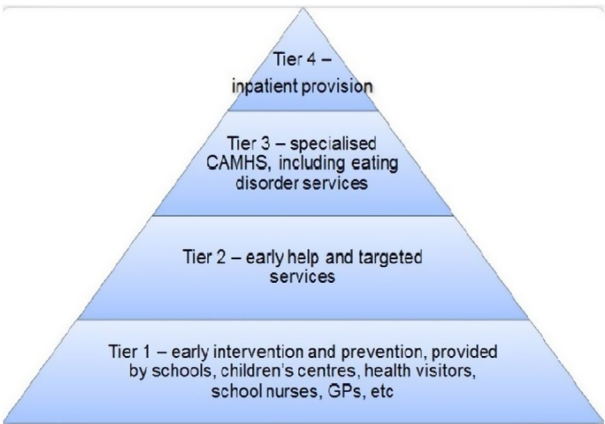 Tier 4 –
inpatient provision
Tier 3 – specialised
CAMHS, including eating
disorder services
Tier 2 – early help and targeted
services
Tier 1 – early intervention and prevention, provided
by schools, children's centres, health visitors,
school nurses, GPs, etc